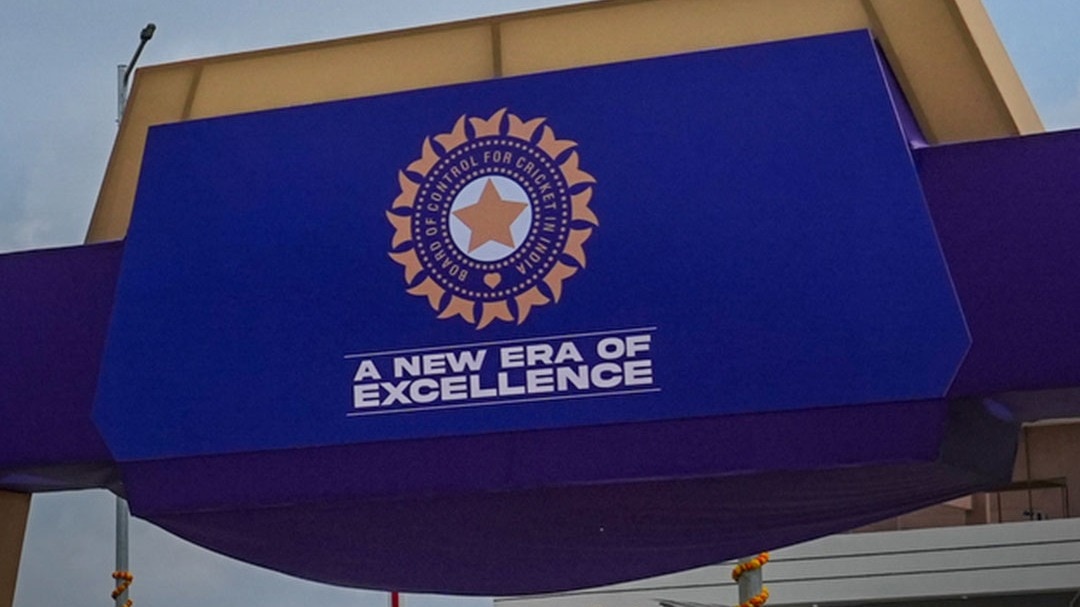 BOARD OF CONTROL FOR CRICKET IN INDIA
A NEW ERA OF
EXCELLENCE